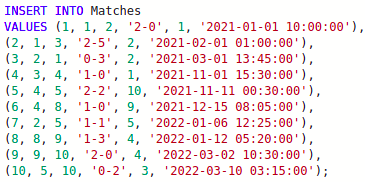 INSERT INTO Matches
VALUES (1, 1, 2, '2-0', 1, '2021-01-01 10:00:00'),
(2, 1, 3, '2-5', 2, '2021-02-01 01:00:00'),
(3, 2, 1, '0-3', 2, '2021-03-01 13:45:00'),
(4, 3, 4, '1-0', 1, '2021-11-01 15:30:00'),
(5, 4, 5, '2-2', 10, '2021-11-11 00:30:00'),
(6, 4, 8, '1-0', 9, '2021-12-15 08:05:00'),
(7, 2, 5, '1-1', 5, '2022-01-06 12:25:00'),
(8, 8, 9, '1-3', 4, '2022-01-12 05:20:00'),
(9, 9, 10, '2-0', 4, '2022-03-02 10:30:00'),
(10, 5, 10, '0-2', 3, '2022-03-10 03:15:00');